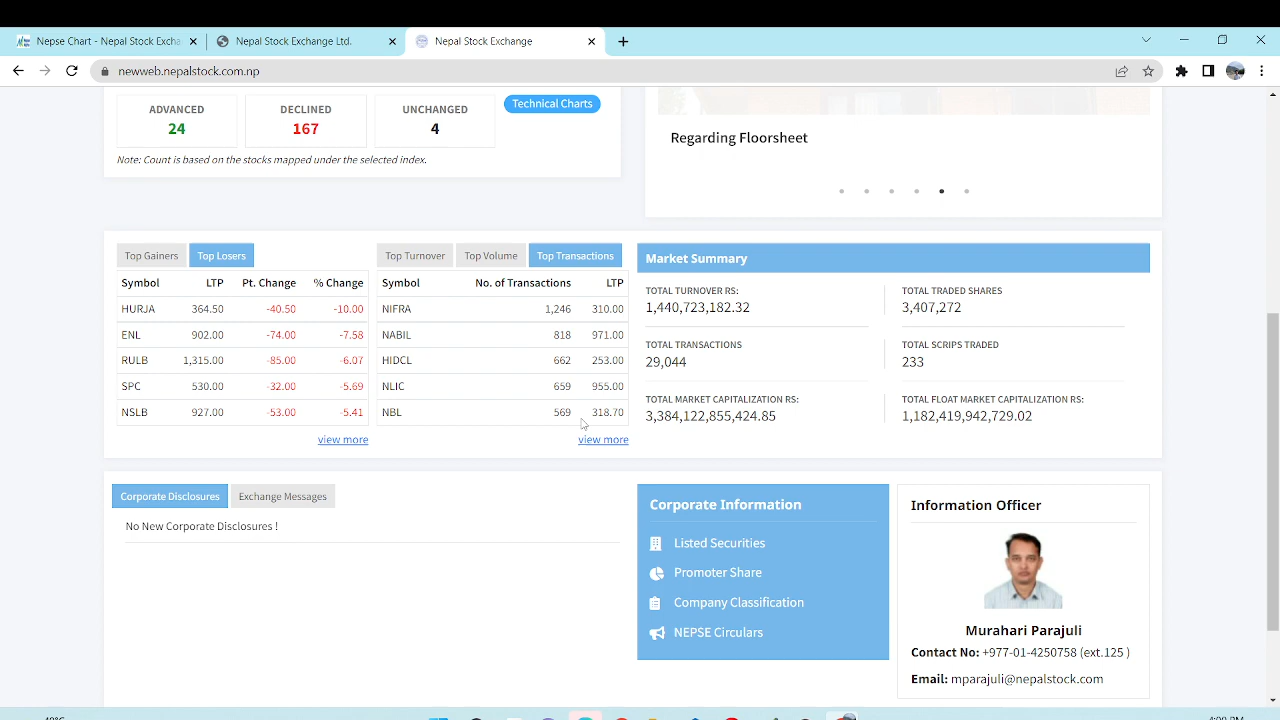 Nepse Chart - Nepal Stock Excha
Nepal Stock Exchange Ltd.
Nepal Stock Exchange
newweb.nepalstock.com.np
ADVANCED
24
DECLINED
167
UNCHANGED
4
Technical Charts
Note: Count is based on the stocks mapped under the selected index.
Regarding Floorsheet
Top Gainers Top Losers
Symbol LTP Pt. Change % Change
HURJA 364.50 -40.50 -10.00
ENL 902.00 -74.00 -7.58
RULB 1,315.00 -85.00 -6.07
SPC 530.00 -32.00 -5.69
NSLB 927.00 -53.00 -5.41
view more
Top Turnover Top Volume Top Transactions
Symbol No. of Transactions LTP
NIFRA 1,246 310.00
NABIL 818 971.00
HIDCL 662 253.00
NLIC 659 955.00
NBL 569 318.70
view more
Market Summary
TOTAL TURNOVER RS:
1,440,723,182.32
TOTAL TRADED SHARES
3,407,272
TOTAL TRANSACTIONS
29,044
TOTAL SCRIPS TRADED
233
TOTAL MARKET CAPITALIZATION RS:
3,384,122,855,424.85
TOTAL FLOAT MARKET CAPITALIZATION RS:
1,182,419,942,729.02
Corporate Disclosures Exchange Messages
No New Corporate Disclosures !
Corporate Information
Listed Securities
Promoter Share
Company Classification
NEPSE Circulars
Information Officer
Murahari Parajuli
Contact No: +977-01-4250758 (ext.125 )
Email: mparajuli@nepalstock.com